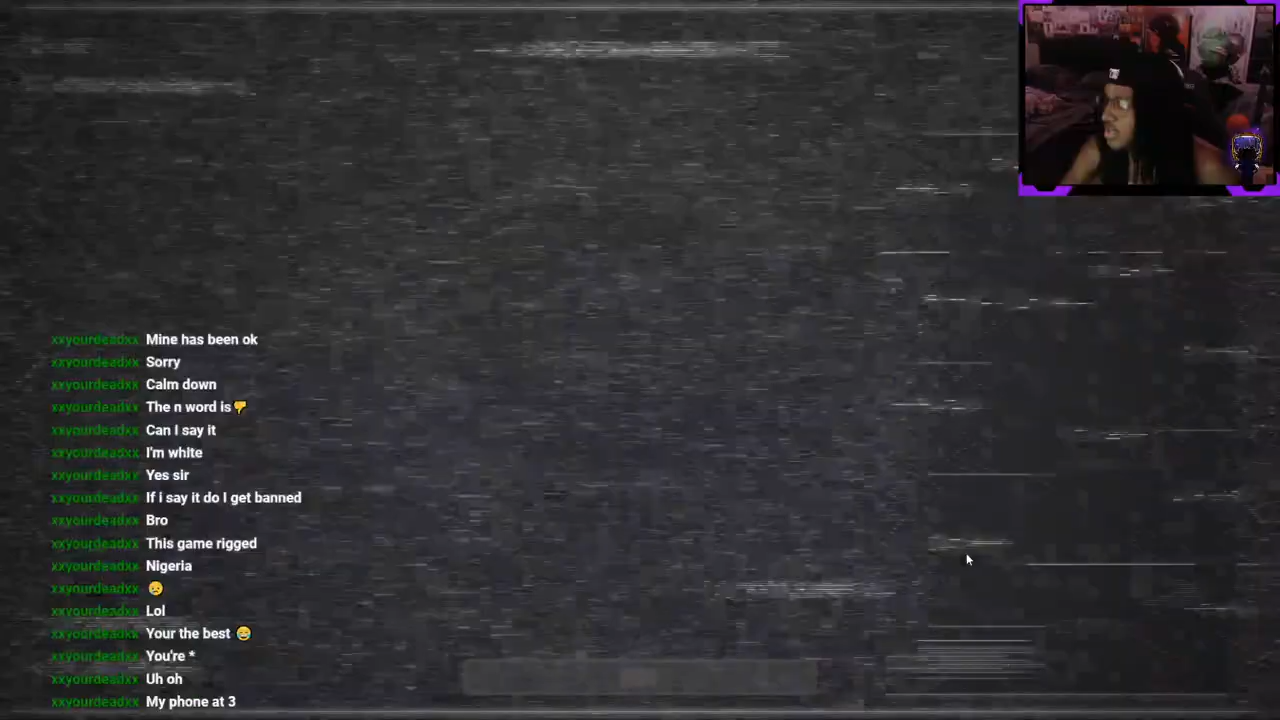 xxyourdeadxx Mine has been ok
xxyourdeadxx Sorry
xxyourdeadxx Calm down
xxyourdeadxx The n word is👎
xxyourdeadxx Can I say it
xxyourdeadxx I'm white
xxyourdeadxx Yes sir
xxyourdeadxx If i say it do I get banned
xxyourdeadxx Bro
xxyourdeadxx This game rigged
xxyourdeadxx Nigeria
xxyourdeadxx 😥
xxyourdeadxx Lol
xxyourdeadxx Your the best 😂
xxyourdeadxx You're *
xxyourdeadxx Uh oh
xxyourdeadxx My phone at 3